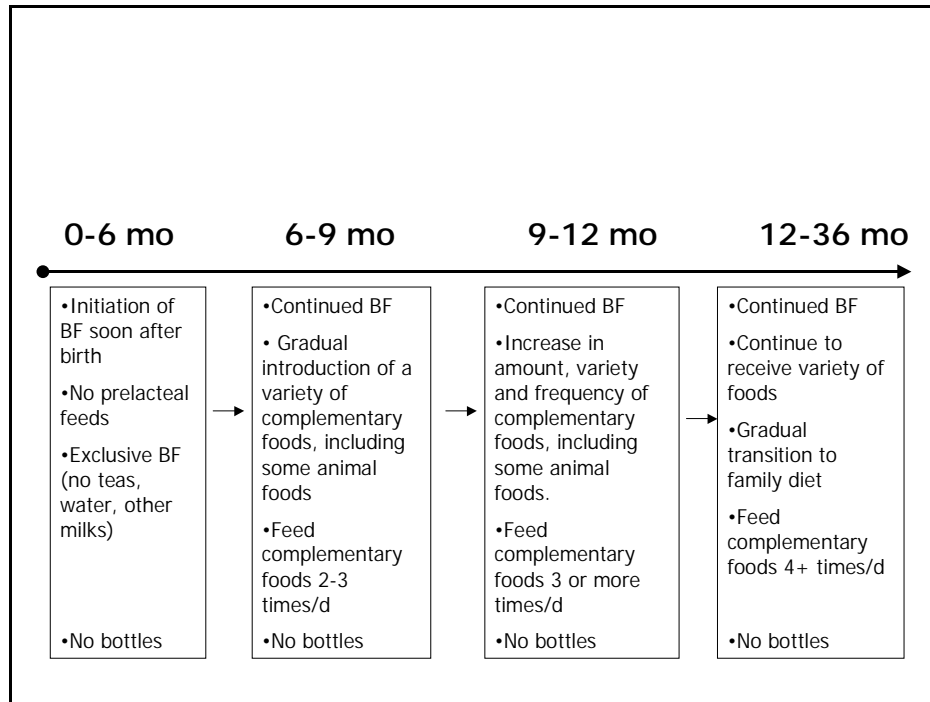 0-6 mo
6-9 mo
9-12 mo
12-36 mo
•Initiation of
BF soon after
birth
•No prelacteal
feeds
•Exclusive BF
(no teas,
water, other
milks)
•No bottles
•Continued BF
• Gradual
introduction of a
variety of
complementary
foods, including
some animal
foods
•Feed
complementary
foods 2-3
times/d
•No bottles
•Continued BF
•Increase in
amount, variety
and frequency of
complementary
foods, including
some animal
foods.
•Feed
complementary
foods 3 or more
times/d
•No bottles
•Continued BF
•Continue to
receive variety of
foods
•Gradual
transition to
family diet
•Feed
complementary
foods 4+ times/d
•No bottles